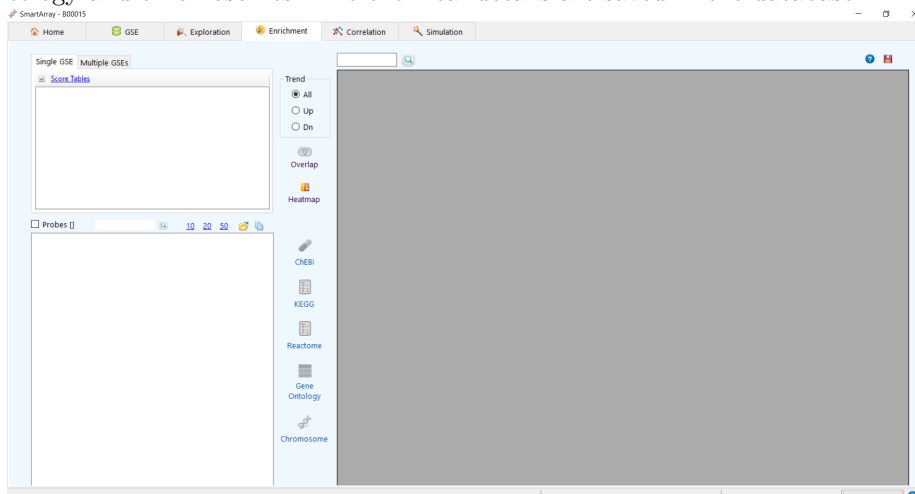 SmartArray - B00015
Home GSE Exploration Enrichment Correlation Simulation
Single GSE Multiple GSEs
Score Tables
Trend
All
Up
Dn
Overlap
Heatmap
Probes [] 10 20 50
ChEBI
KEGG
Reactome
Gene
Ontology
Chromosome